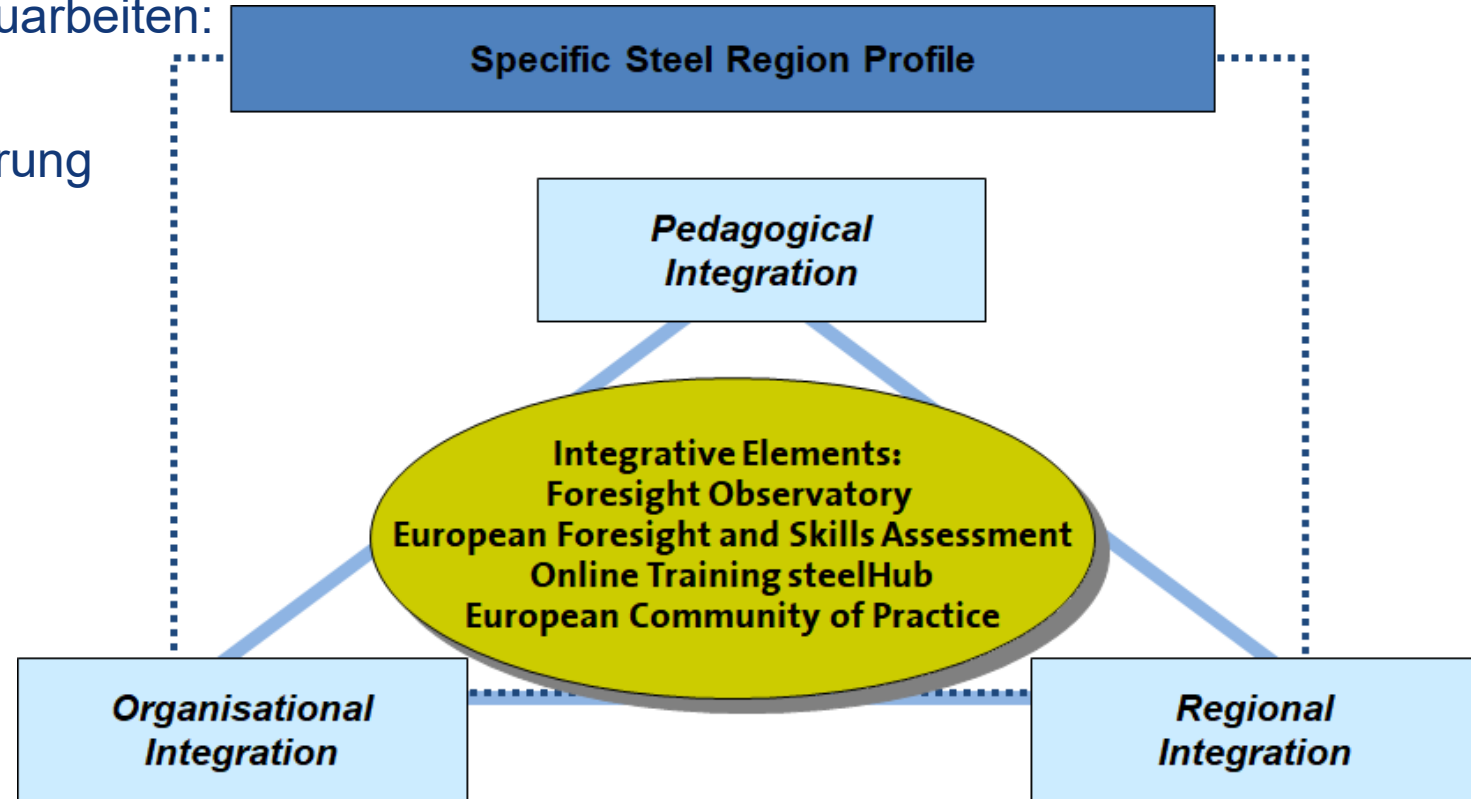 uarbeiten:
Specific Steel Region Profile
rung
Pedagogical
Integration
Integrative Elements:
Foresight Observatory
European Foresight and Skills Assessment
Online Training steelHub
European Community of Practice
Organisational
Integration
Regional
Integration